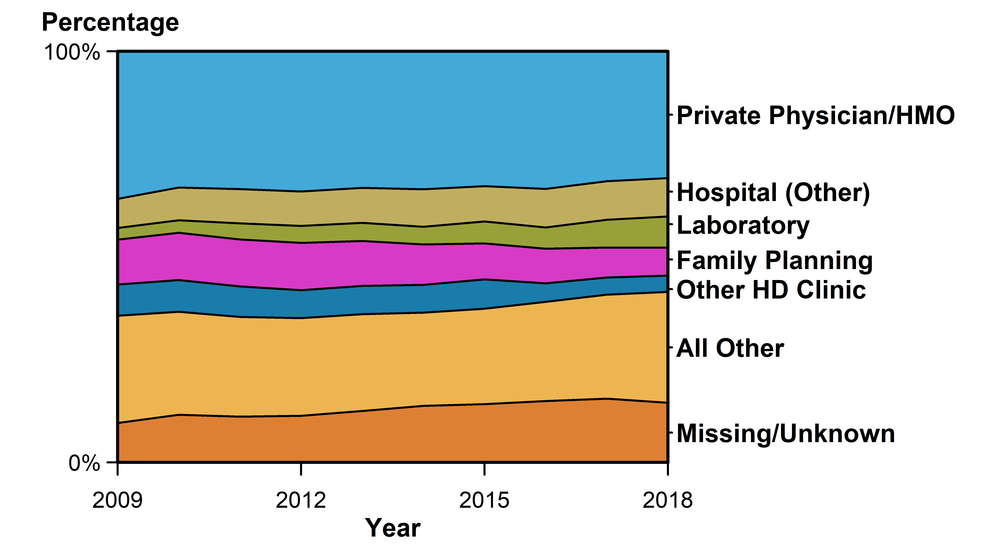 Percentage
100%
Private Physician/HMO
Hospital (Other)
Laboratory
Family Planning
Other HD Clinic
All Other
Missing/Unknown
0%
2009 2012 2015 2018
Year